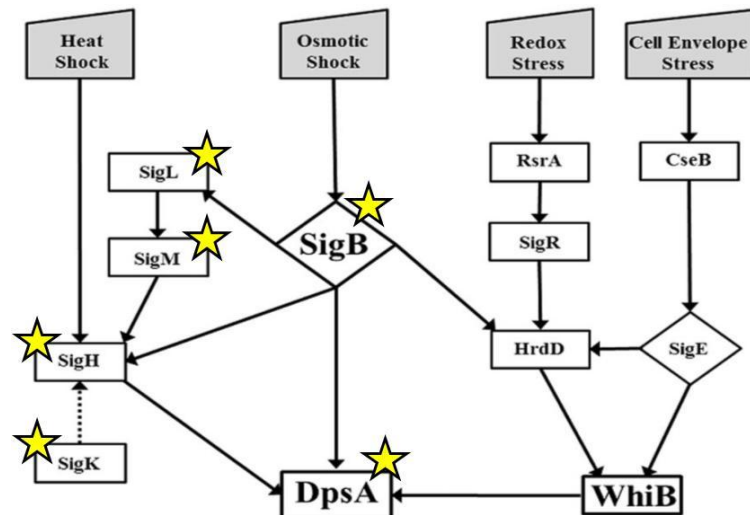 Heat
Shock
Osmotic
Shock
Redox
Stress
Cell Envelope
Stress
SigL
RsrA
CseB
SigM
SigB
SigR
SigH
HrdD
SigE
SigK
DpsA
WhiB